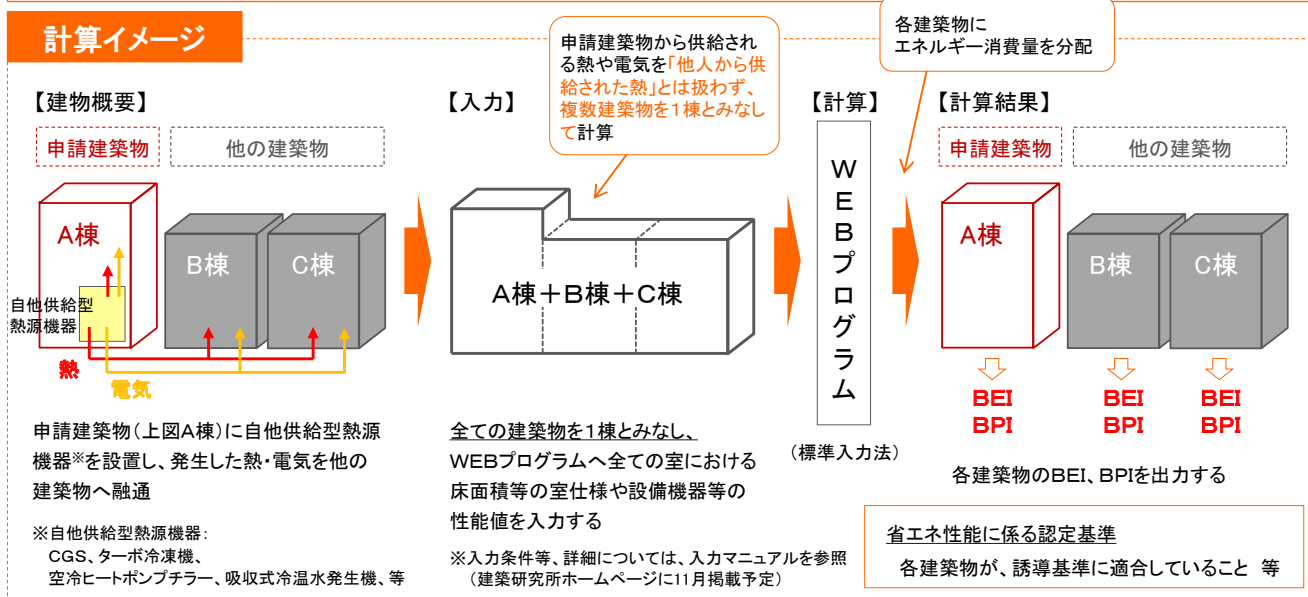 計算イメージ
申請建築物から供給され
る熱や電気を「他人から供
給された熱」とは扱わず、
複数建築物を1棟とみなし
て計算
各建築物に
エネルギー消費量を分配
【建物概要】
申請建築物
他の建築物
A棟
B棟
C棟
自他供給型
熱源機器
熱
電気
申請建築物(上図A棟)に自他供給型熱源
機器※を設置し、発生した熱・電気を他の
建築物へ融通
※自他供給型熱源機器:
CGS、ターボ冷凍機、
空冷ヒートポンプチラー、吸収式冷温水発生機、等
【入力】
A棟+B棟+C棟
全ての建築物を1棟とみなし、
WEBプログラムへ全ての室における
床面積等の室仕様や設備機器等の
性能値を入力する
※入力条件等、詳細については、入力マニュアルを参照
(建築研究所ホームページに11月掲載予定)
【計算】
WEBプログラム
(標準入力法)
【計算結果】
申請建築物
他の建築物
A棟
B棟
C棟
BEI BEI BEI
BPI BPI BPI
各建築物のBEI、BPIを出力する
省エネ性能に係る認定基準
各建築物が、誘導基準に適合していること 等